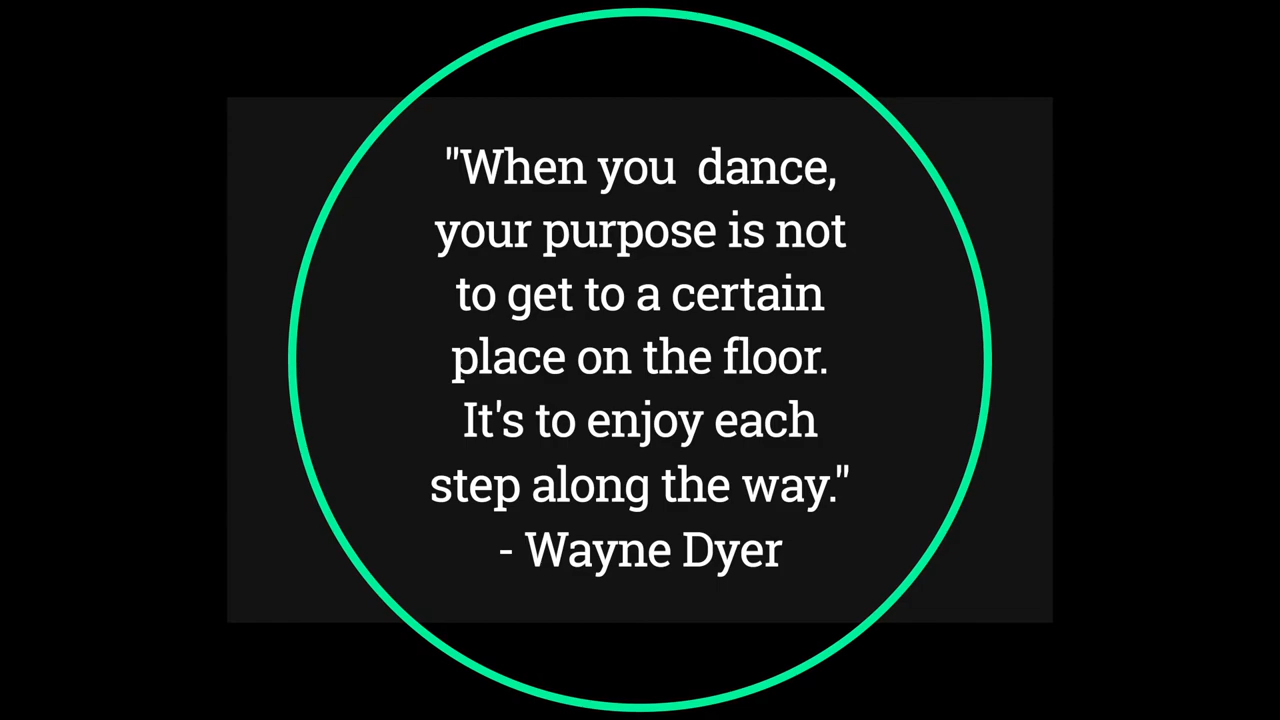 "When you  dance,
your purpose is not
to get to a certain
place on the floor.
It's to enjoy each
step along the way."
- Wayne Dyer